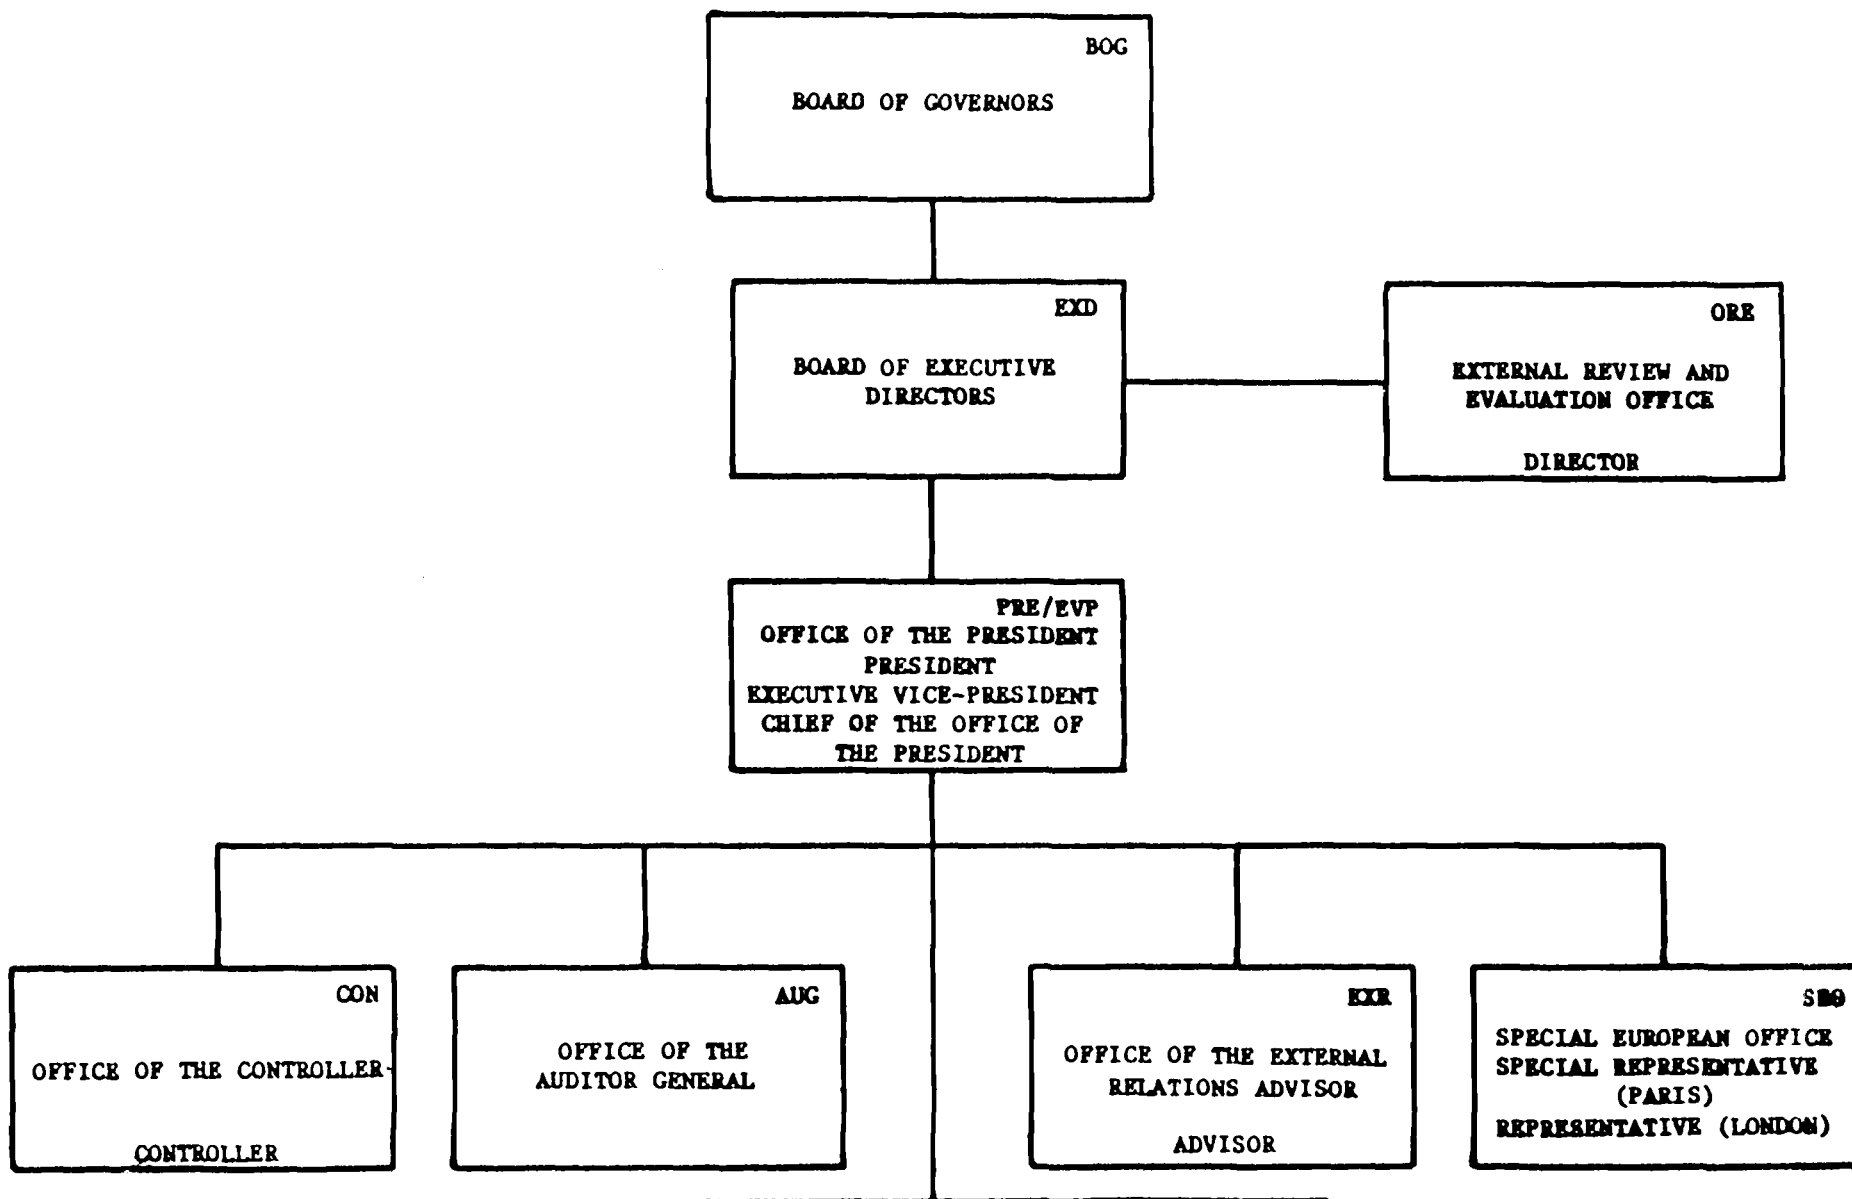 BOG
BOARD OF GOVERNORS
EXD
BOARD OF EXECUTIVE
DIRECTORS
ORE
EXTERNAL REVIEW AND
EVALUATION OFFICE
DIRECTOR
PRE/EVP
OFFICE OF THE PRESIDENT
PRESIDENT
EXECUTIVE VICE-PRESIDENT
CHIEF OF THE OFFICE OF
THE PRESIDENT
CON
OFFICE OF THE CONTROLLER
CONTROLLER
AUG
OFFICE OF THE
AUDITOR GENERAL
EXR
OFFICE OF THE EXTERNAL
RELATIONS ADVISOR
ADVISOR
SPECIAL EUROPEAN OFFICE
SPECIAL REPRESENTATIVE
(PARIS)
REPRESENTATIVE (LONDON)